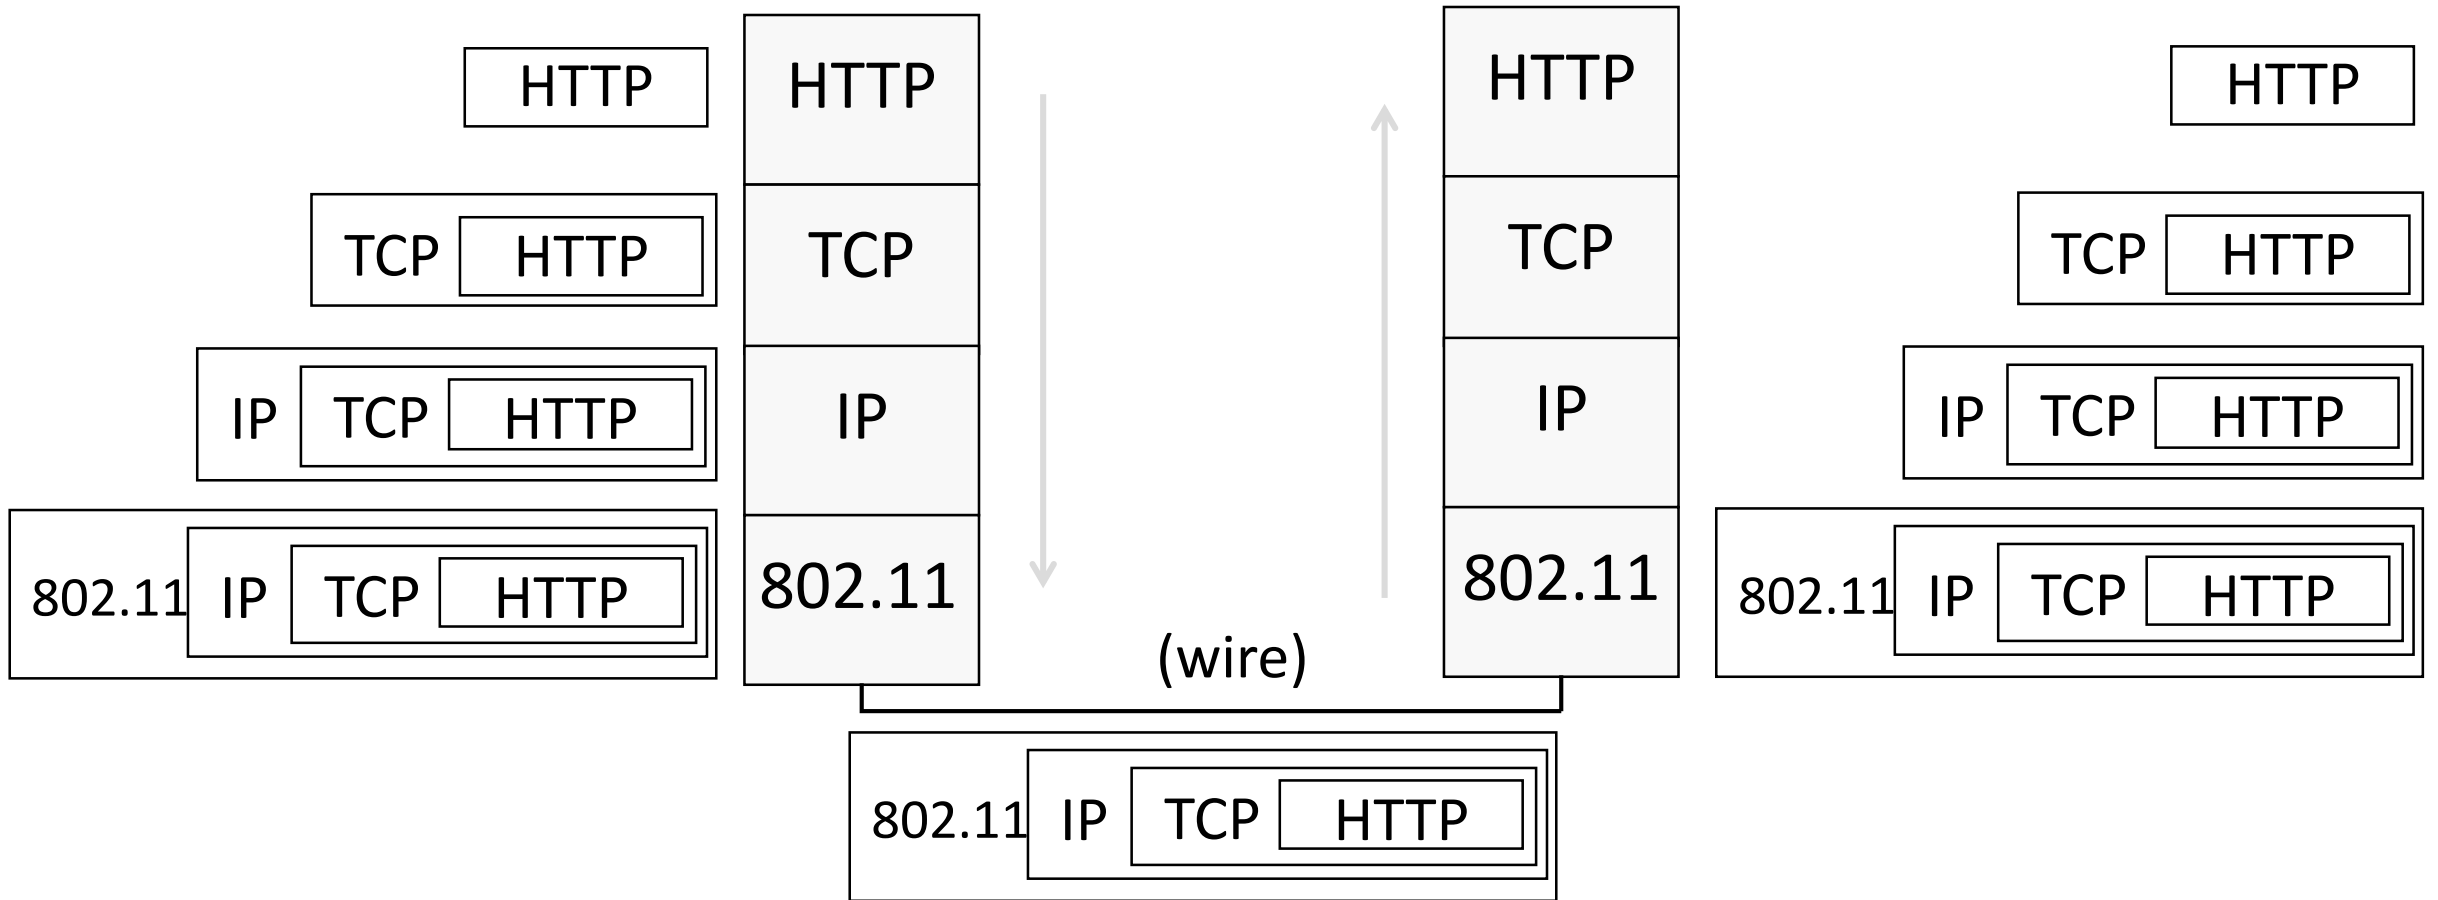 HTTP HTTP HTTP HTTP
TCP HTTP TCP TCP TCP HTTP
IP TCP HTTP IP IP IP TCP HTTP
802.11 IP TCP HTTP 802.11 802.11 802.11 IP TCP HTTP
(wire)
802.11 IP TCP HTTP